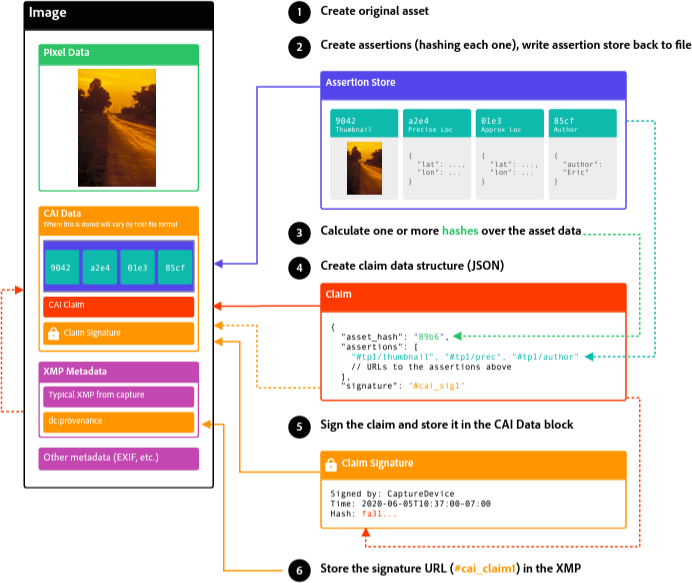 Image
Pixel Data
CAI Data
Where this is stored will vary by host file format
9042 a2e4 01e3 85cf
CAI Claim
Claim Signature
XMP Metadata
Typical XMP from capture
dc:provenance
Other metadata (EXIF, etc.)
1 Create original asset
2 Create assertions (hashing each one), write assertion store back to file
Assertion Store
9042 a2e4 01e3 85cf
Thumbnail Precise Loc Approx Loc Author
{ { {
"lat": ..., "lat": ..., "author":
"lon": ... "lon": ... "Eric"
} } }
3 Calculate one or more hashes over the asset data
4 Create claim data structure (JSON)
Claim
{
"asset_hash": "89b6",
"assertions": [
"#tp1/thumbnail", "#tp1/prec", "#tp1/author"
// URLs to the assertions above
],
"signature": "#cai_sig1"
5 Sign the claim and store it in the CAI Data block
Claim Signature
Signed by: CaptureDevice
Time: 2020-06-05T10:37:00-07:00
Hash: fa31...
6 Store the signature URL (#cai_claim1) in the XMP